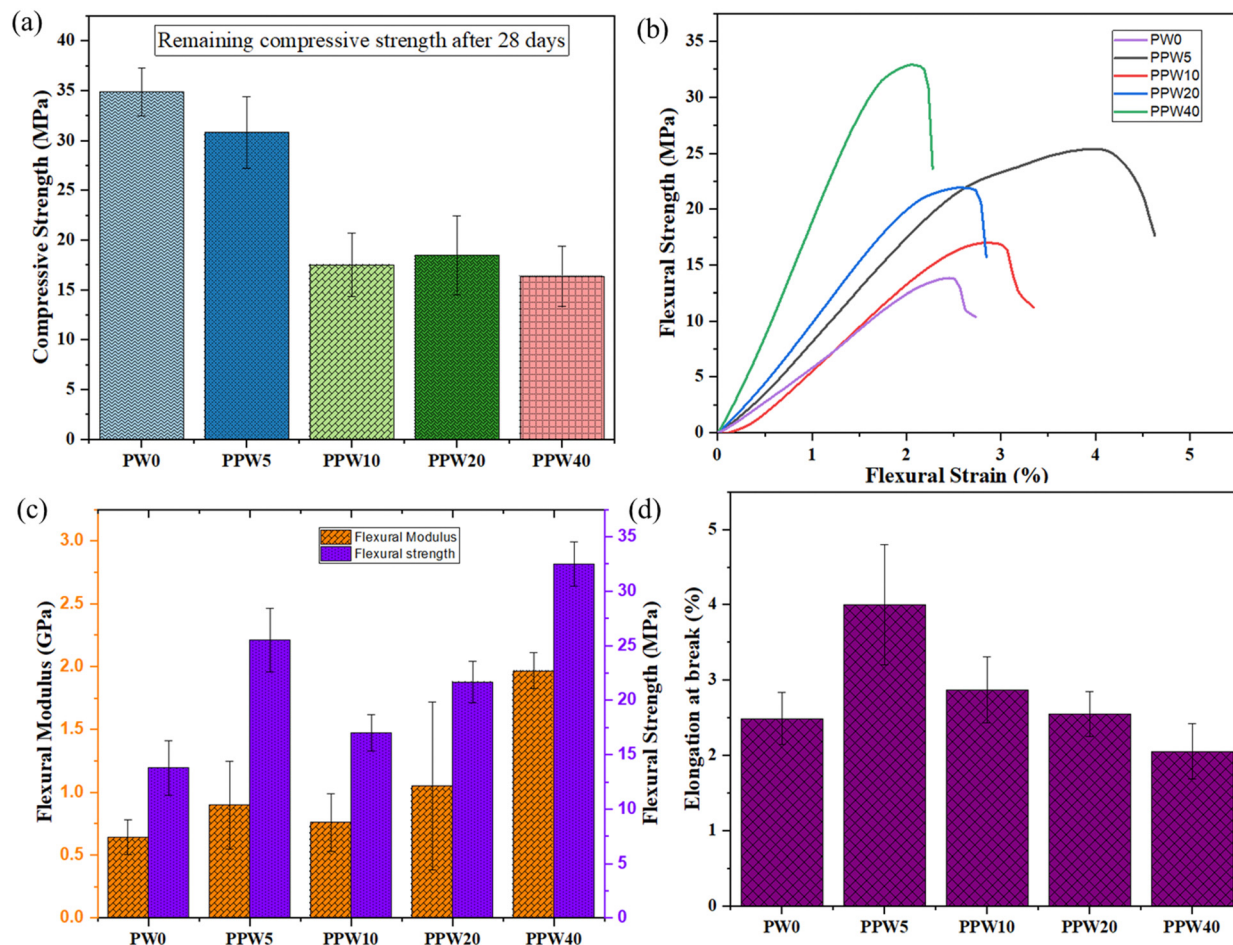 (a)
Remaining compressive strength after 28 days
Compressive Strength (MPa)
40
35
30
25
20
15
10
5
0
PW0 PPW5 PPW10 PPW20 PPW40
(b)
PW0
PPW5
PPW10
PPW20
PPW40
Flexural Strength (MPa)
35
30
25
20
15
10
5
0
0 1 2 3 4 5
Flexural Strain (%)
(c)
Flexural Modulus
Flexural strength
Flexural Modulus (GPa)
3.0
2.5
2.0
1.5
1.0
0.5
0.0
Flexural Strength (MPa)
35
30
25
20
15
10
5
0
PW0 PPW5 PPW10 PPW20 PPW40
(d)
Elongation at break (%)
5
4
3
2
1
0
PW0 PPW5 PPW10 PPW20 PPW40